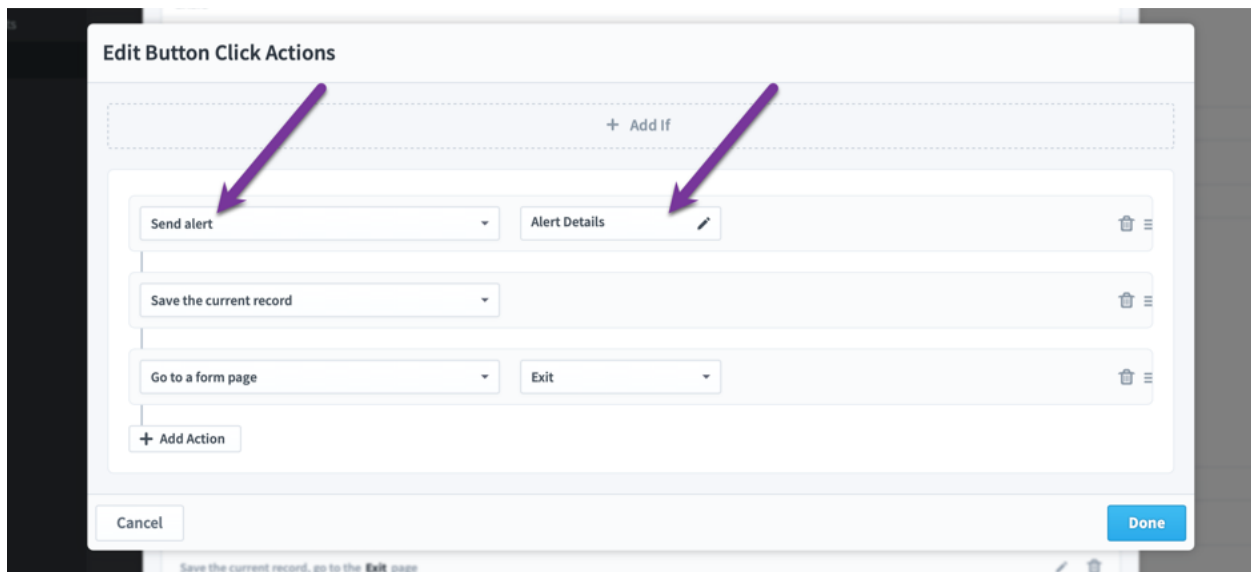 Edit Button Click Actions
+ Add If
Send alert
Alert Details
Save the current record
Go to a form page
Exit
+ Add Action
Cancel
Done
Save the current record, go to the Exit page